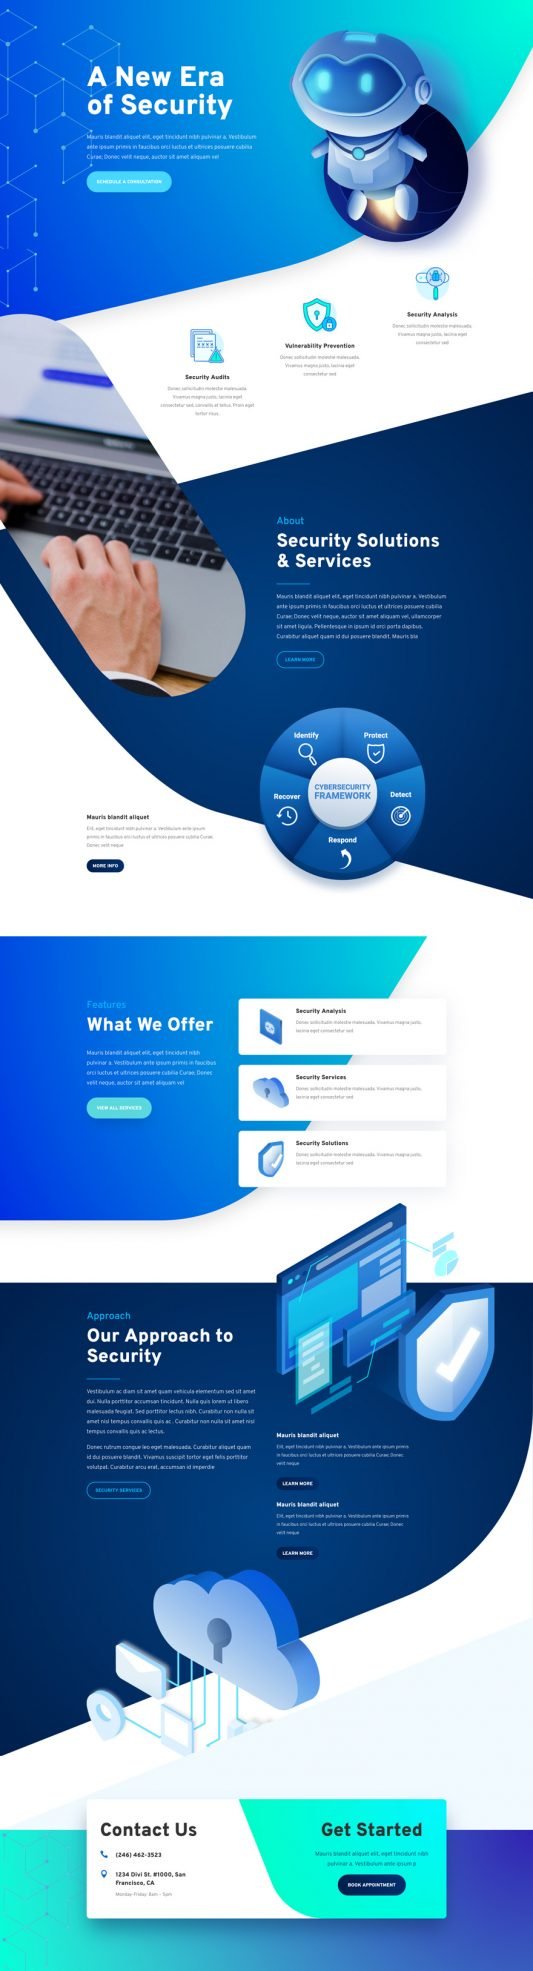 A New Era
of Security
Mauris blandit aliquet elit, eget tincidunt nibh pulvinar a. Vestibulum
ante ipsum primis in faucibus orci luctus et ultrices posuere cubilia
Curae; Donec velit neque, auctor sit amet aliquam vel
SCHEDULE A CONSULTATION
Security Analysis
Donec sollicitudin molestie malesuada.
Vivamus magna justo, lacinia eget
consectetur sed
Vulnerability Prevention
Donec sollicitudin molestie malesuada.
Vivamus magna justo, lacinia eget
consectetur sed
Security Audits
Donec sollicitudin molestie malesuada.
Vivamus magna justo, lacinia eget
consectetur sed, convallis at tellus. Proin eget
tortor risus.
About
Security Solutions
& Services
Mauris blandit aliquet elit, eget tincidunt nibh pulvinar a. Vestibulum
ante ipsum primis in faucibus orci luctus et ultrices posuere cubilia
Curae; Donec velit neque, auctor sit amet aliquam vel, ullamcorper
sit amet ligula. Pellentesque in ipsum id orci porta dapibus.
Curabitur aliquet quam id dui posuere blandit. Mauris bla
LEARN MORE
Identify
Protect
CYBERSECURITY
FRAMEWORK
Recover
Detect
Respond
Mauris blandit aliquet
Elit, eget tincidunt nibh pulvinar a. Vestibulum ante ipsum
primis in faucibus orci luctus et ultrices posuere cubilia Curae;
Donec velit neque
MORE INFO
Features
What We Offer
Mauris blandit aliquet elit, eget tincidunt nibh
pulvinar a. Vestibulum ante ipsum primis in faucibus
orci luctus et ultrices posuere cubilia Curae; Donec
velit neque, auctor sit amet aliquam vel
VIEW ALL SERVICES
Security Analysis
Donec sollicitudin molestie malesuada. Vivamus magna justo,
lacinia eget consectetur sed
Security Services
Donec sollicitudin molestie malesuada. Vivamus magna justo,
lacinia eget consectetur sed
Security Solutions
Donec sollicitudin molestie malesuada. Vivamus magna justo,
lacinia eget consectetur sed
Approach
Our Approach to
Security
Vestibulum ac diam sit amet quam vehicula elementum sed sit amet
dui. Nulla porttitor accumsan tincidunt. Nulla quis lorem ut libero
malesuada feugiat. Sed porttitor lectus nibh. Curabitur non nulla sit
amet nisl tempus convallis quis ac . Curabitur non nulla sit amet nisl
tempus convallis quis ac lectus.
Donec rutrum congue leo eget malesuada. Curabitur aliquet quam
id dui posuere blandit. Vivamus suscipit tortor eget felis porttitor
volutpat. Curabitur arcu erat, accumsan id imperdie
SECURITY SERVICES
Mauris blandit aliquet
Elit, eget tincidunt nibh pulvinar a. Vestibulum ante ipsum primis
in faucibus orci luctus et ultrices posuere cubilia Curae; Donec
velit neque
LEARN MORE
Mauris blandit aliquet
Elit, eget tincidunt nibh pulvinar a. Vestibulum ante ipsum primis
in faucibus orci luctus et ultrices posuere cubilia Curae; Donec
velit neque
LEARN MORE
Contact Us
(246) 462-3523
1234 Divi St. #1000, San
Francisco, CA
Monday-Friday: 8am – 5pm
Get Started
Mauris blandit aliquet elit, eget tincidunt nibh
pulvinar a. Vestibulum ante ipsum p
BOOK APPOINTMENT